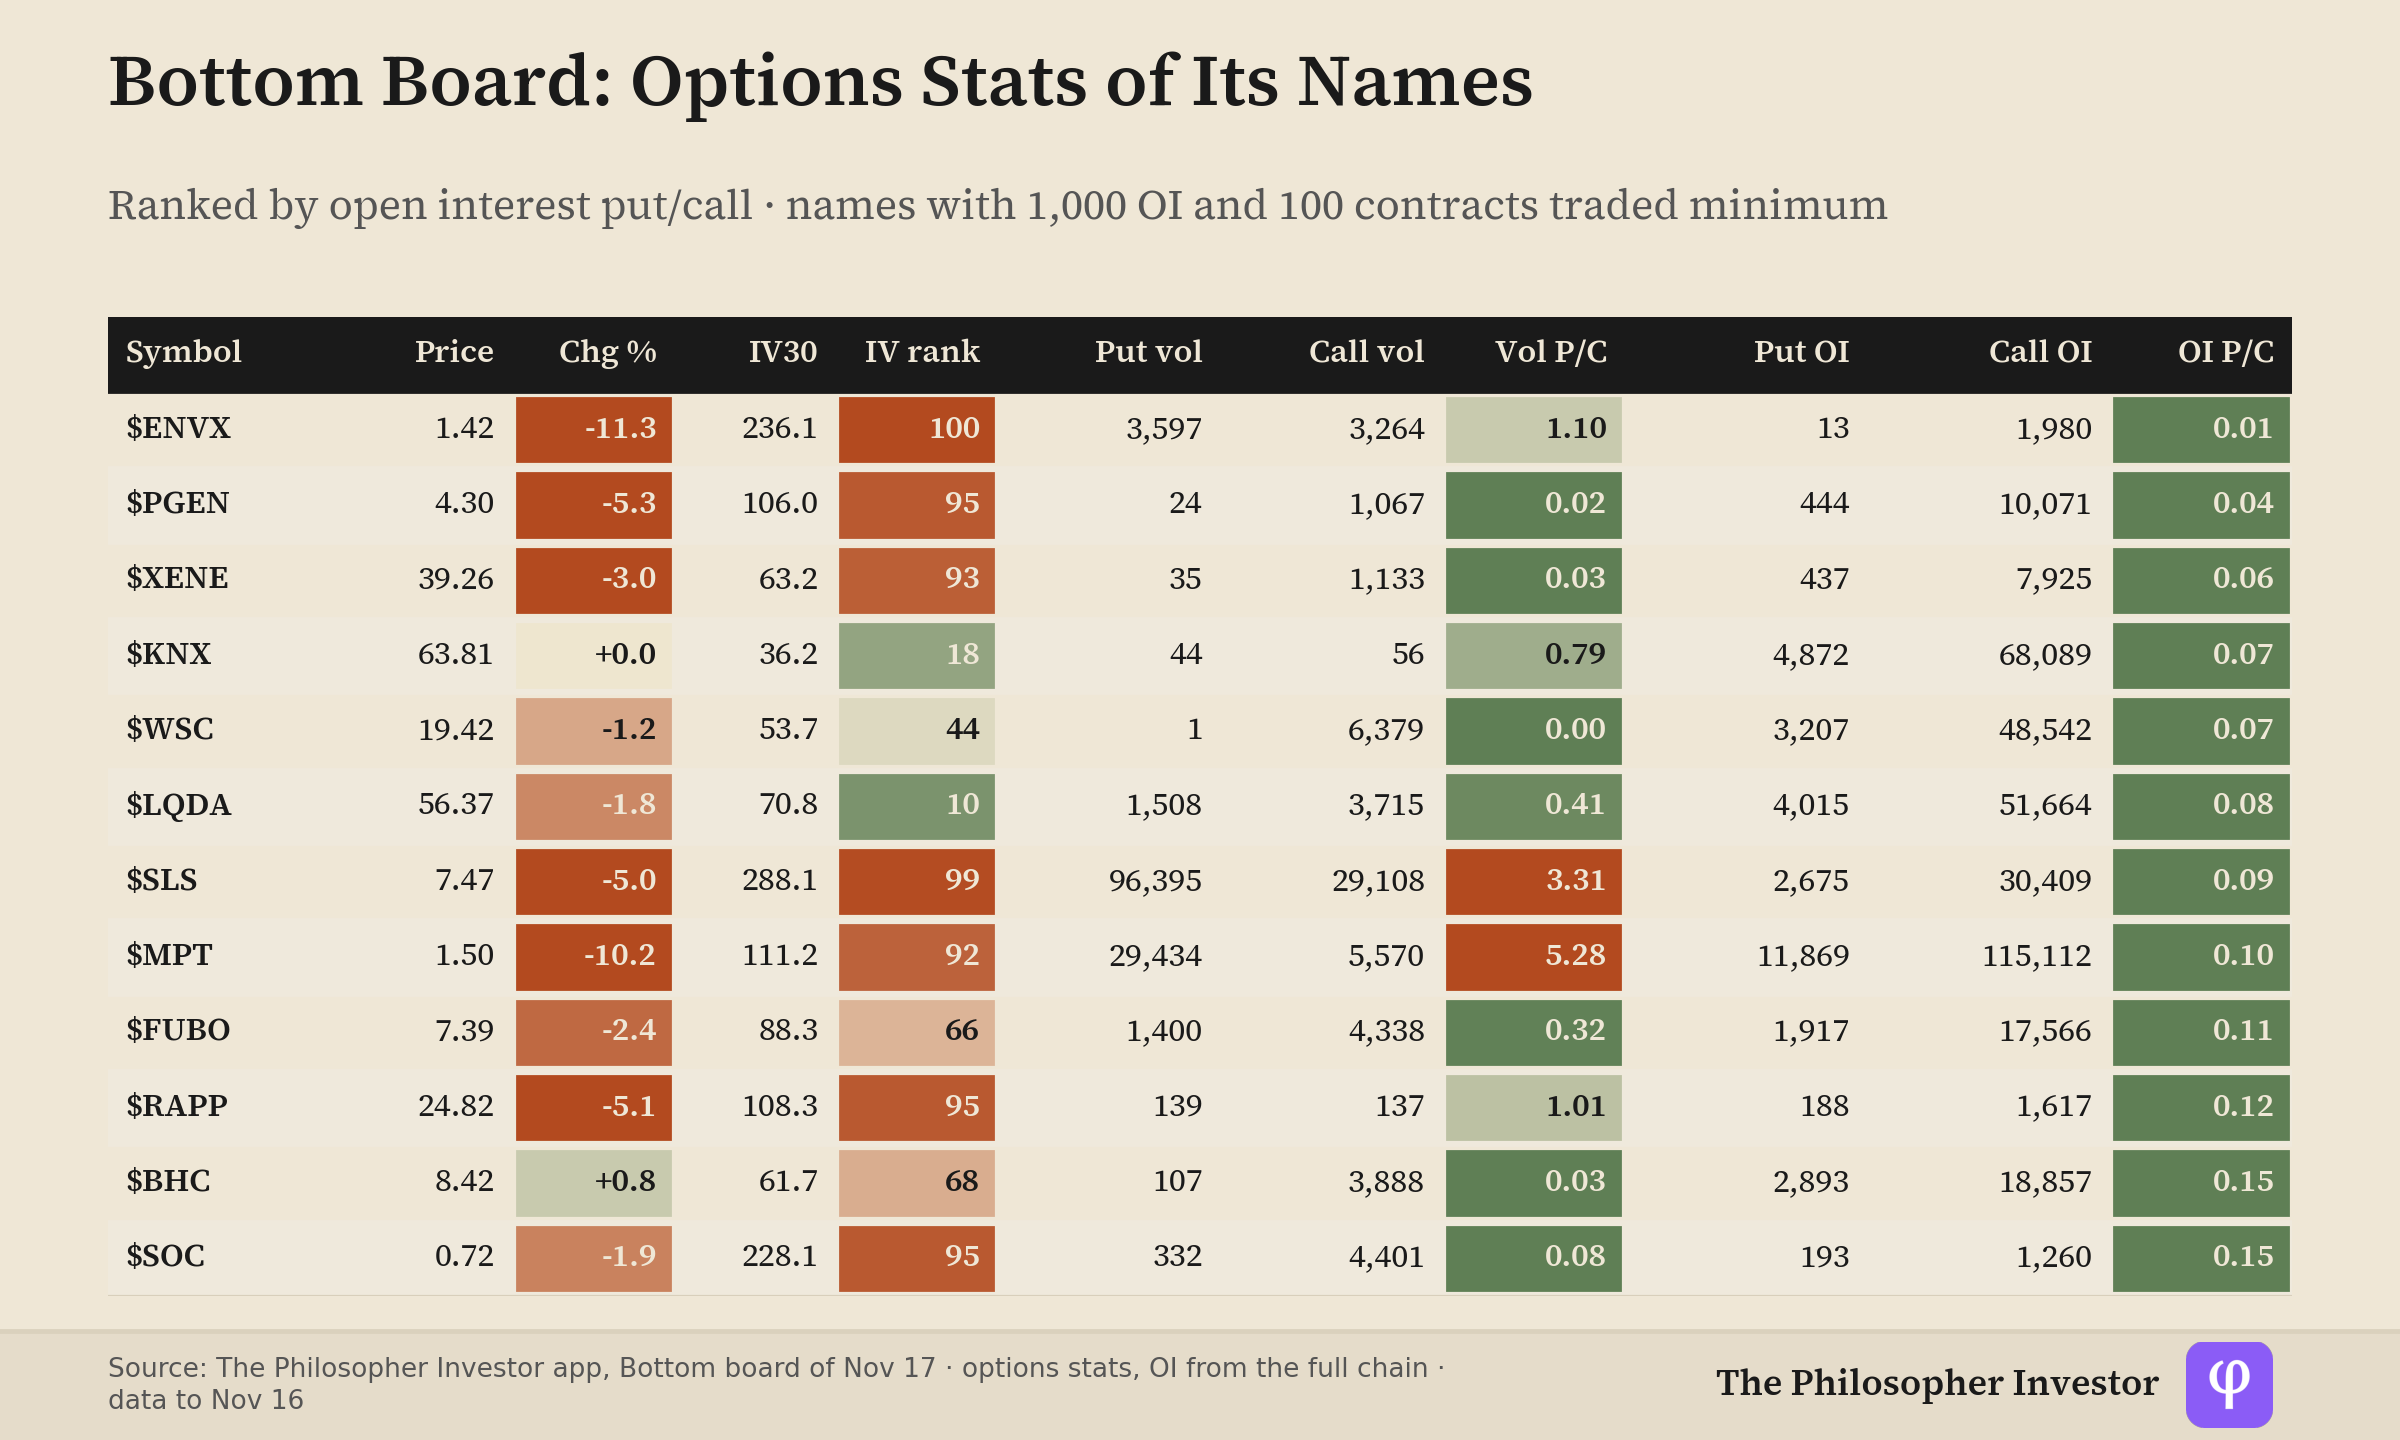 Bottom Board: Options Stats of Its Names
Ranked by open interest put/call · names with 1,000 OI and 100 contracts traded minimum
Symbol Price Chg % IV30 IV rank Put vol Call vol Vol P/C Put OI Call OI OI P/C
$ENVX 1.42 -11.3 236.1 100 3,597 3,264 1.10 13 1,980 0.01
$PGEN 4.30 -5.3 106.0 95 24 1,067 0.02 444 10,071 0.04
$XENE 39.26 -3.0 63.2 93 35 1,133 0.03 437 7,925 0.06
$KNX 63.81 +0.0 36.2 18 44 56 0.79 4,872 68,089 0.07
$WSC 19.42 -1.2 53.7 44 1 6,379 0.00 3,207 48,542 0.07
$LQDA 56.37 -1.8 70.8 10 1,508 3,715 0.41 4,015 51,664 0.08
$SLS 7.47 -5.0 288.1 99 96,395 29,108 3.31 2,675 30,409 0.09
$MPT 1.50 -10.2 111.2 92 29,434 5,570 5.28 11,869 115,112 0.10
$FUBO 7.39 -2.4 88.3 66 1,400 4,338 0.32 1,917 17,566 0.11
$RAPP 24.82 -5.1 108.3 95 139 137 1.01 188 1,617 0.12
$BHC 8.42 +0.8 61.7 68 107 3,888 0.03 2,893 18,857 0.15
$SOC 0.72 -1.9 228.1 95 332 4,401 0.08 193 1,260 0.15
Source: The Philosopher Investor app, Bottom board of Nov 17 · options stats, OI from the full chain ·
data to Nov 16
The Philosopher Investor φ